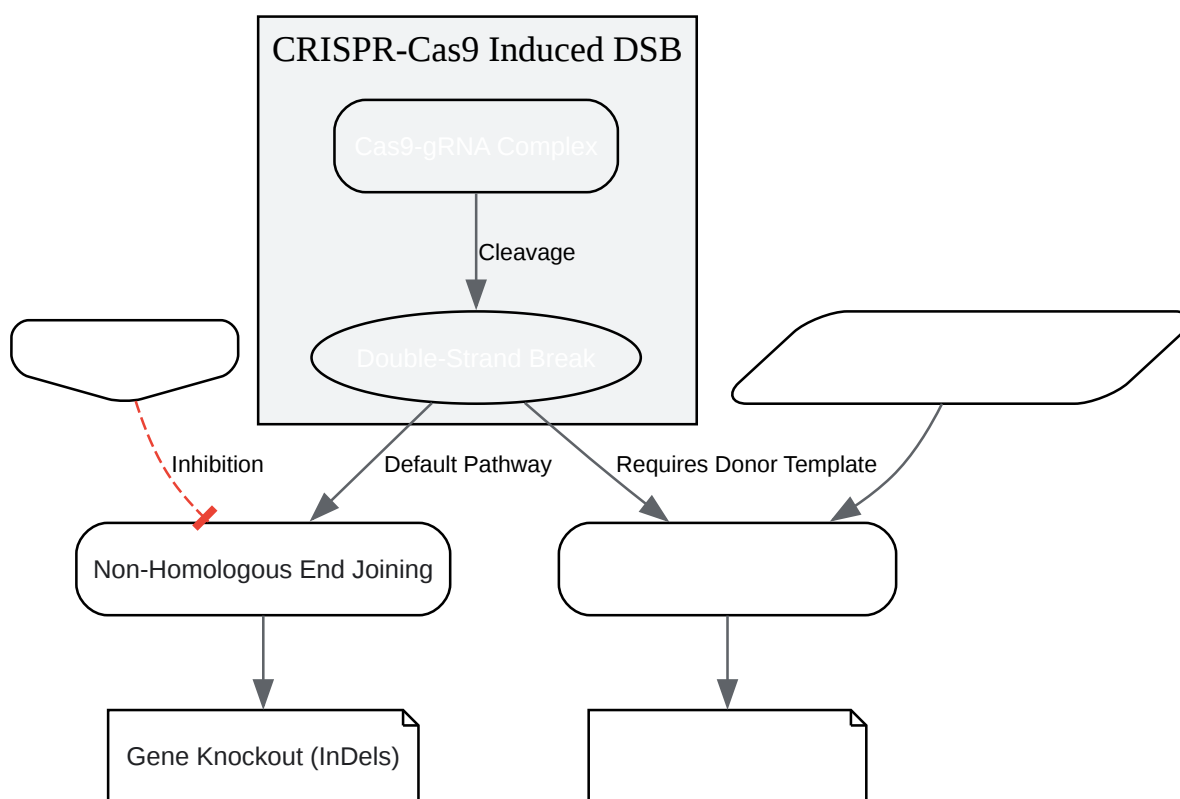 CRISPR-Cas9 Induced DSB
Cas9-gRNA Complex
Cleavage
Double-Strand Break
Inhibition
Default Pathway
Requires Donor Template
Non-Homologous End Joining
Gene Knockout (InDels)